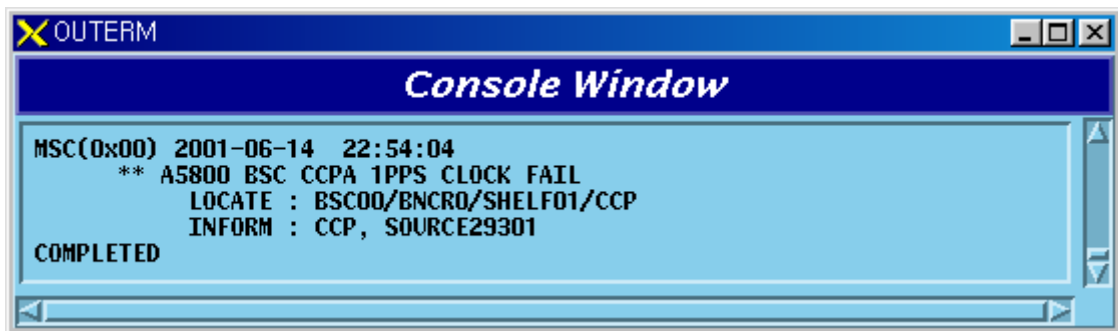 OUTERM
Console Window
MSC(0x00) 2001-06-14 22:54:04
** A5800 BSC CCPA 1PPS CLOCK FAIL
LOCATE : BSC00/BNCR0/SHELF01/CCP
INFORM : CCP, SOURCE29301
COMPLETED